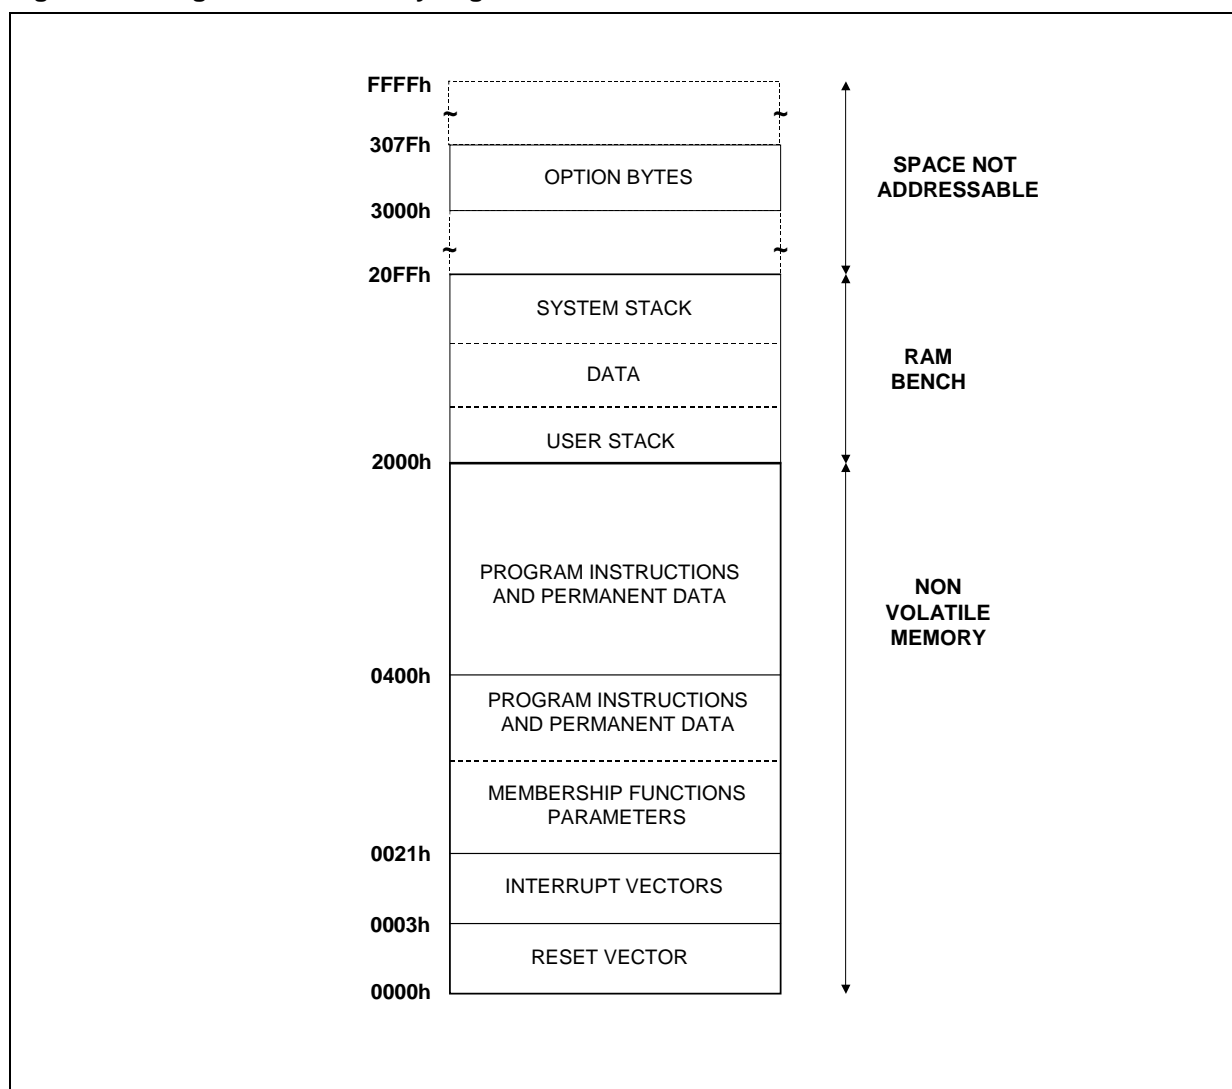 FFFFh
307Fh
OPTION BYTES
3000h
SPACE NOT
ADDRESSABLE
20FFh
SYSTEM STACK
DATA
USER STACK
RAM
BENCH
2000h
PROGRAM INSTRUCTIONS
AND PERMANENT DATA
NON
VOLATILE
MEMORY
0400h
PROGRAM INSTRUCTIONS
AND PERMANENT DATA
MEMBERSHIP FUNCTIONS
PARAMETERS
0021h
INTERRUPT VECTORS
0003h
RESET VECTOR
0000h